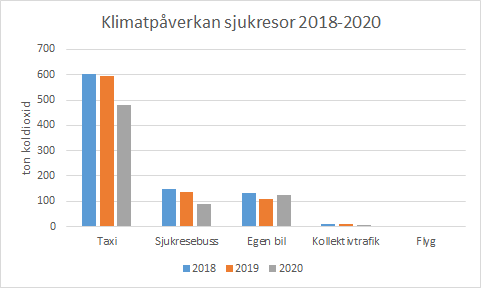 Klimatpåverkan sjukresor 2018-2020
700
600
500
400
300
200
100
0
ton koldioxid
Taxi Sjukresebuss Egen bil Kollektivtrafik Flyg
2018 2019 2020